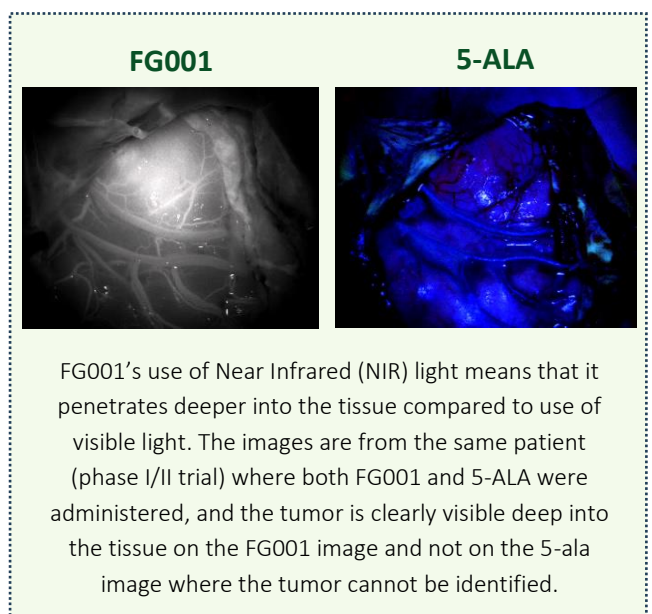 FG001
5-ALA
FG001’s use of Near Infrared (NIR) light means that it
penetrates deeper into the tissue compared to use of
visible light. The images are from the same patient
(phase I/II trial) where both FG001 and 5-ALA were
administered, and the tumor is clearly visible deep into
the tissue on the FG001 image and not on the 5-ala
image where the tumor cannot be identified.